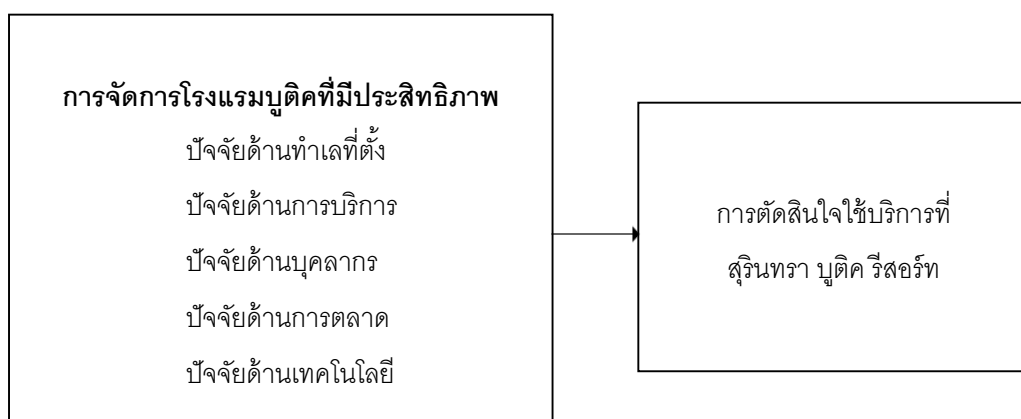 การจัดการโรงแรมบูติคที่มีประสิทธิภาพ
ปัจจัยด้านทำเลที่ตั้ง
ปัจจัยด้านการบริการ
ปัจจัยด้านบุคลากร
ปัจจัยด้านการตลาด
ปัจจัยด้านเทคโนโลยี
การตัดสินใจใช้บริการที่
สุรินทรา บูติค รีสอร์ท